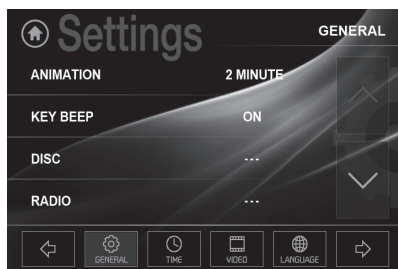 Settings
GENERAL
ANIMATION 2 MINUTE
KEY BEEP ON
DISC ---
RADIO ---
GENERAL TIME VIDEO LANGUAGE